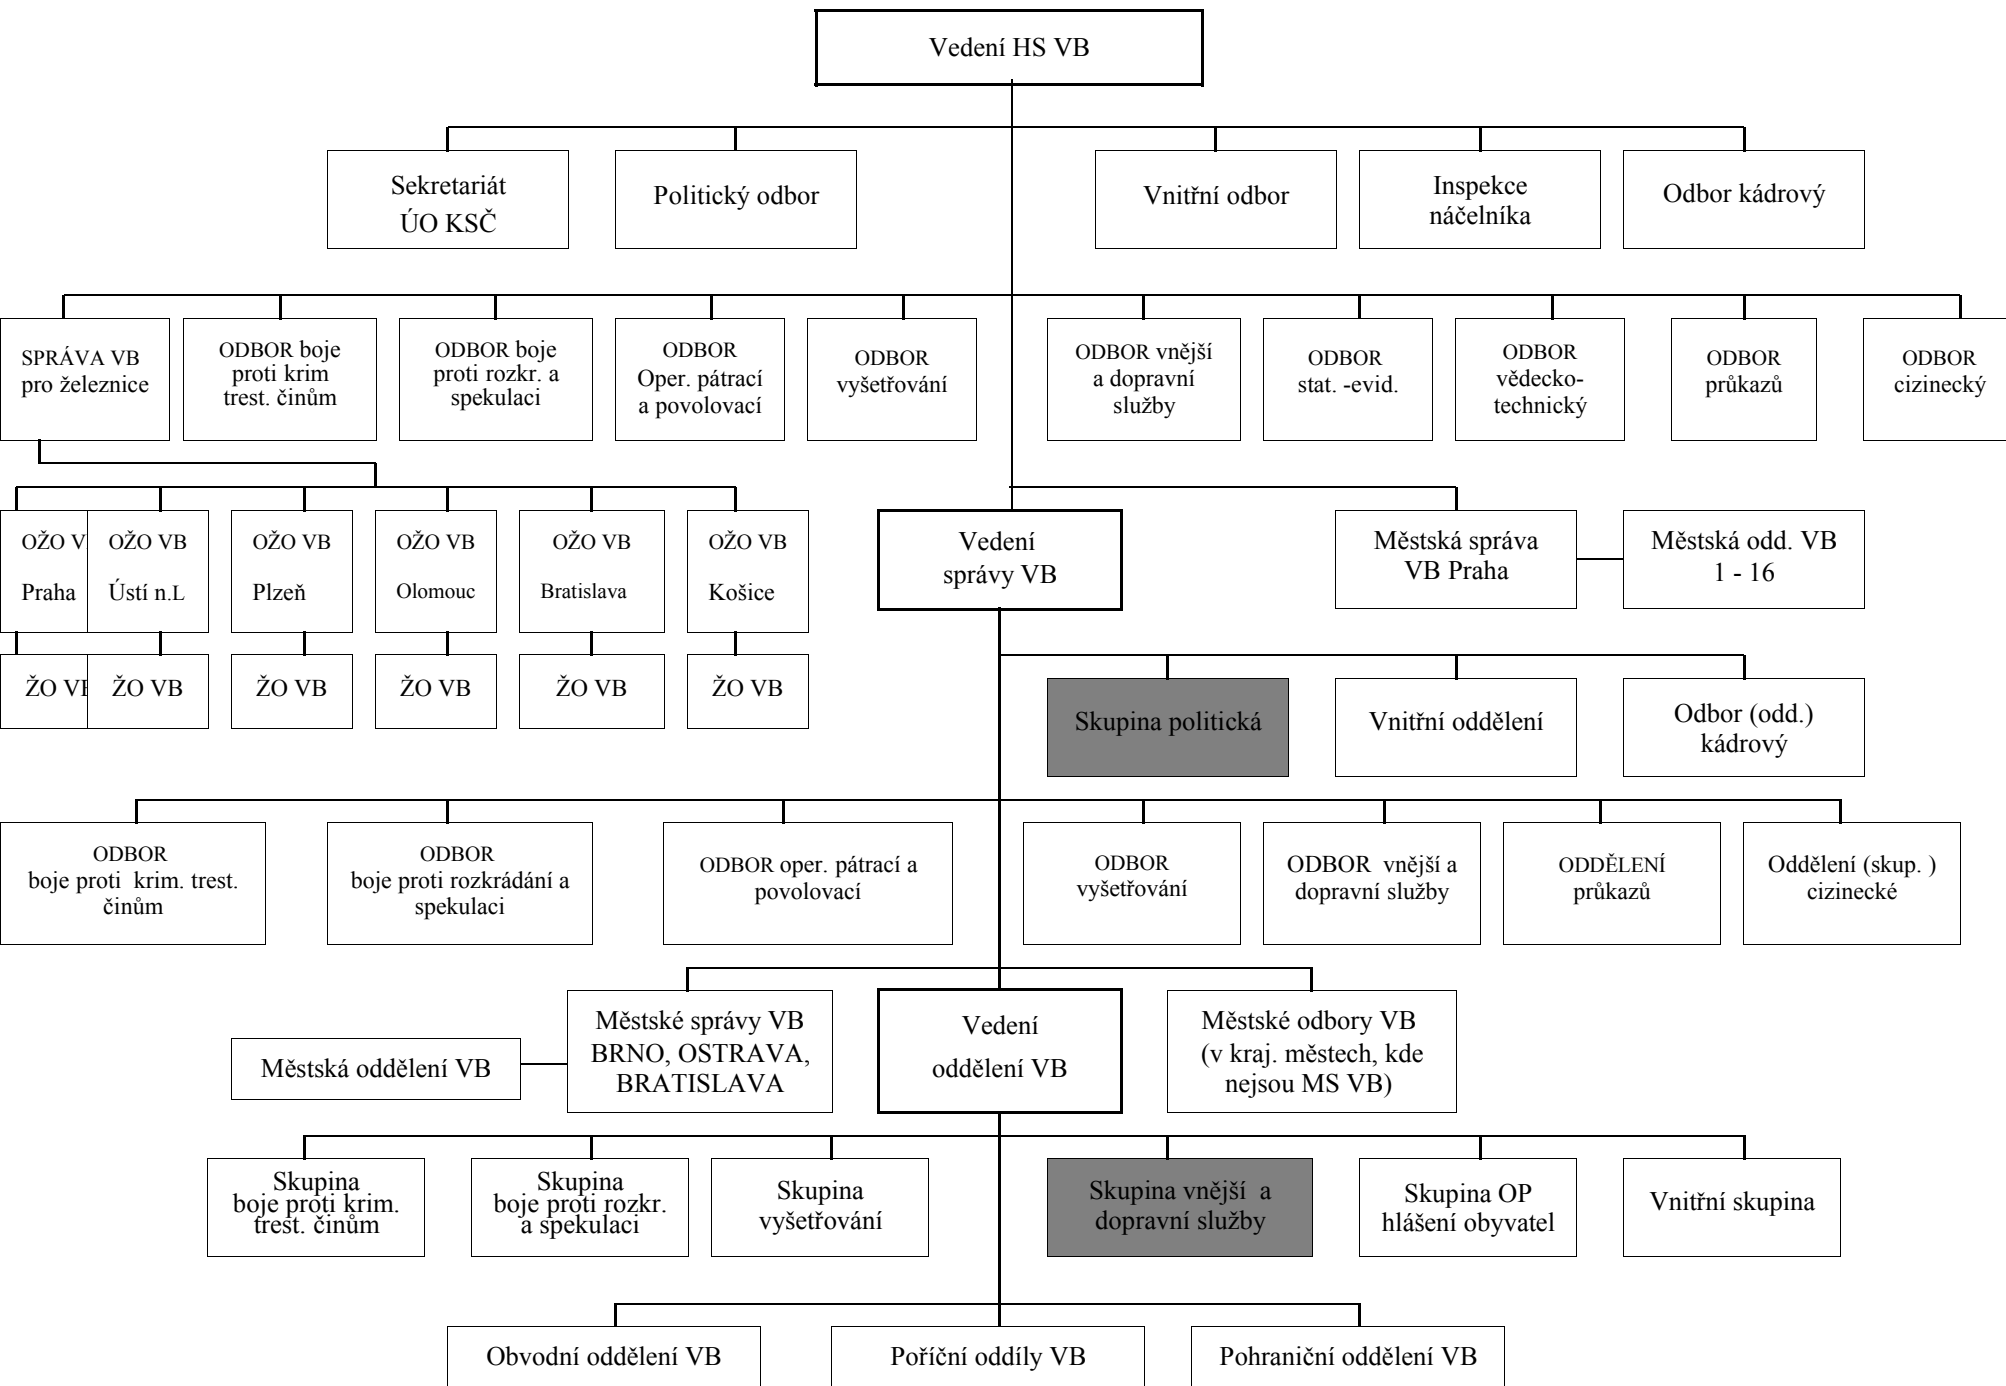 Vedení HS VB
Sekretariát
ÚO KSČ
Politický odbor
Vnitřní odbor
Inspekce
náčelníka
Odbor kádrový
SPRÁVA VB
pro železnice
ODBOR boje
proti krim
trest. činům
ODBOR boje
proti rozkr. a
spekulaci
ODBOR
Oper. pátrací
a povolovací
ODBOR
vyšetřování
ODBOR vnější
a dopravní
služby
ODBOR
stat. -evid.
ODBOR
vědecko-
technický
ODBOR
průkazů
ODBOR
cizinecký
OŽO V
Praha
OŽO VB
Ústí n.L
OŽO VB
Plzeň
OŽO VB
Olomouc
OŽO VB
Bratislava
OŽO VB
Košice
Vedení
správy VB
Městská správa
VB Praha
Městská odd. VB
1 - 16
ŽO VB
ŽO VB
ŽO VB
ŽO VB
ŽO VB
ŽO VB
Skupina politická
Vnitřní oddělení
Odbor (odd.)
kádrový
ODBOR
boje proti krim. trest.
činům
ODBOR
boje proti rozkrádání a
spekulaci
ODBOR oper. pátrací a
povolovací
ODBOR
vyšetřování
ODBOR vnější a
dopravní služby
ODDĚLENÍ
průkazů
Oddělení (skup. )
cizinecké
Městská oddělení VB
Městské správy VB
BRNO, OSTRAVA,
BRATISLAVA
Vedení
oddělení VB
Městské odbory VB
(v kraj. městech, kde
nejsou MS VB)
Skupina
boje proti krim.
trest. činům
Skupina
boje proti rozkr.
a spekulaci
Skupina
vyšetřování
Skupina vnější a
dopravní služby
Skupina OP
hlášení obyvatel
Vnitřní skupina
Obvodní oddělení VB
Poříční oddíly VB
Pohraniční oddělení VB